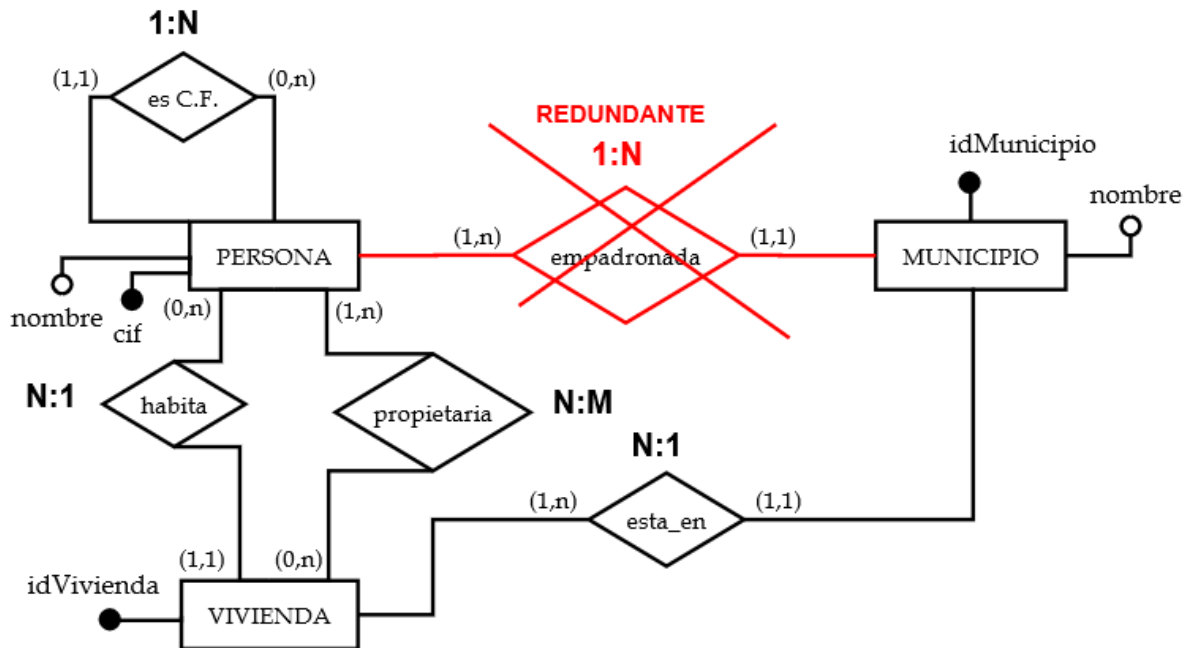 1:N
(1,1)
(0,n)
es C.F.
REDUNDANTE
1:N
idMunicipio
nombre
(1,n)
(1,1)
PERSONA
empadronada
MUNICIPIO
nombre
cif
(0,n)
(1,n)
N:1
habita
propietaria
N:M
N:1
(1,n)
esta_en
(1,1)
(1,1)
(0,n)
idVivienda
VIVIENDA